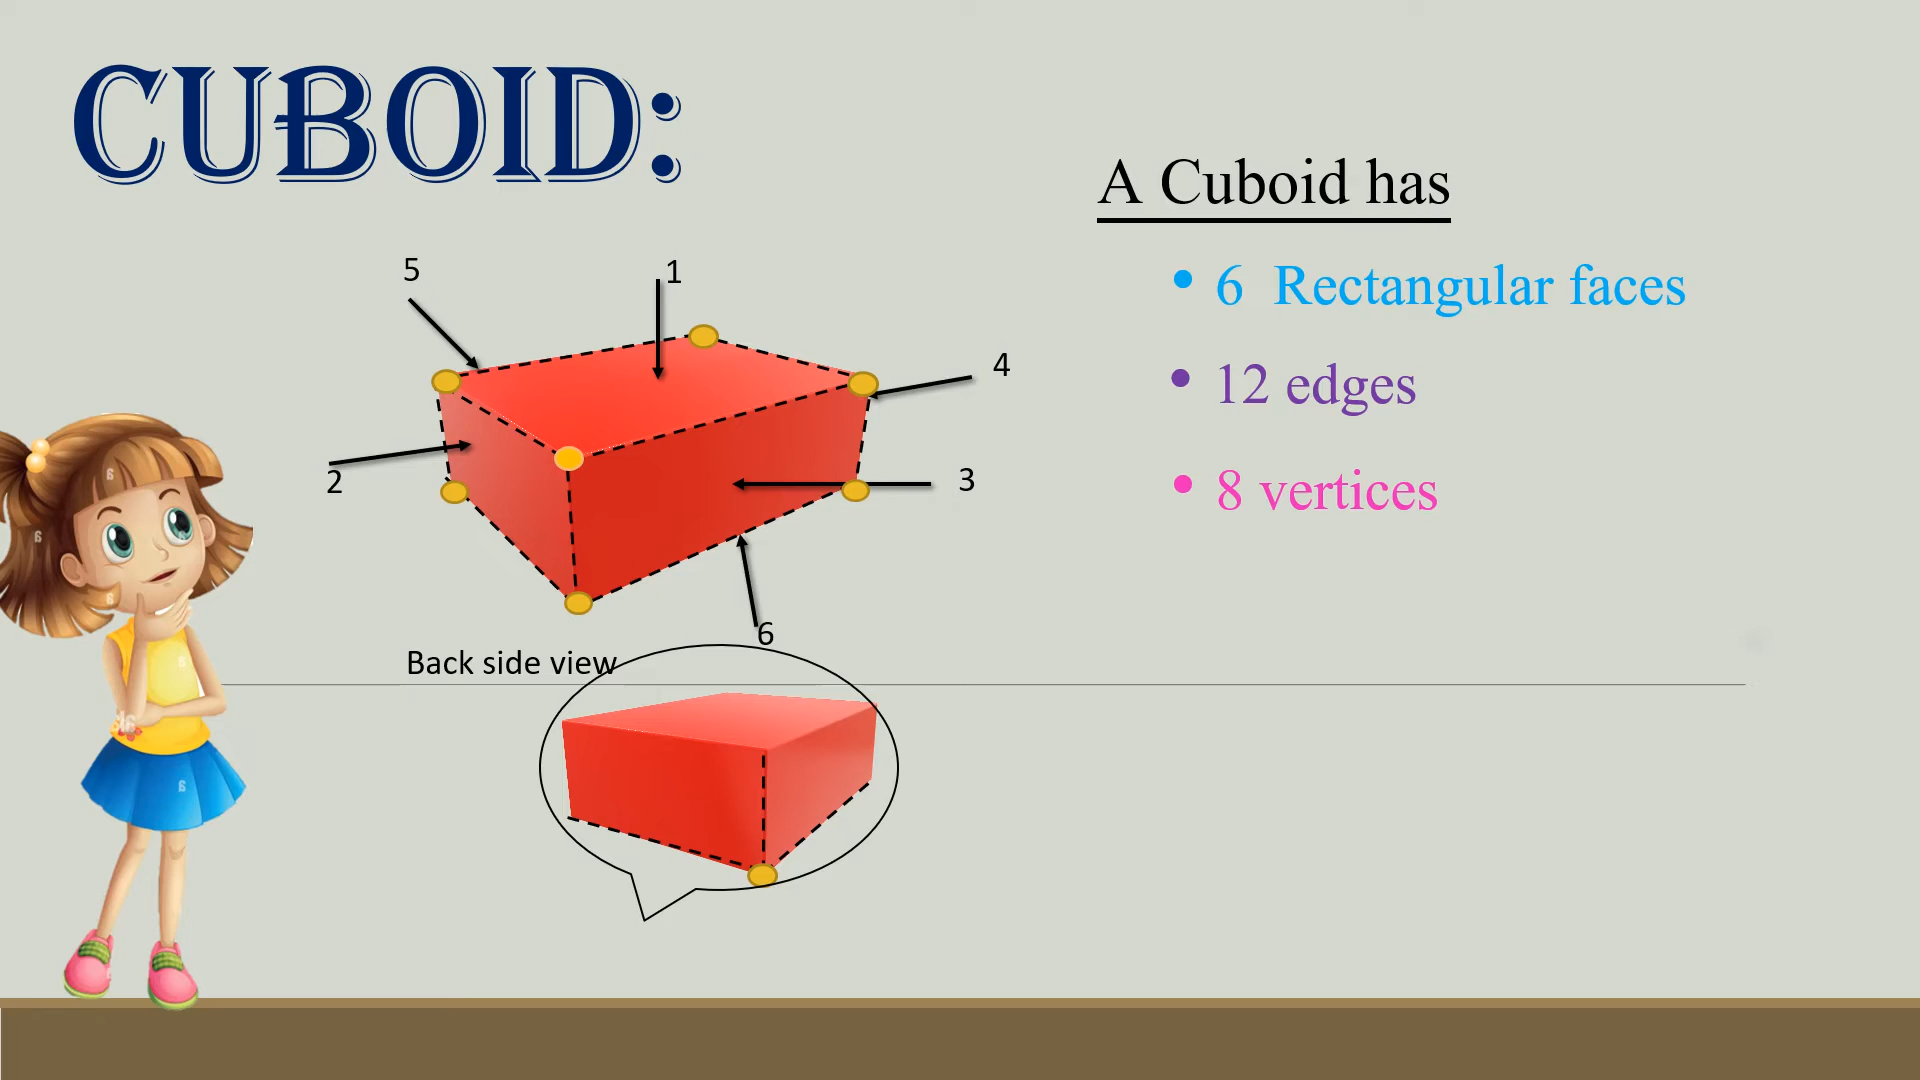 CUBOID:
A Cuboid has
• 6 Rectangular faces
• 12 edges
• 8 vertices
5
1
4
2
3
6
Back side view
a
a
a
a
a
a